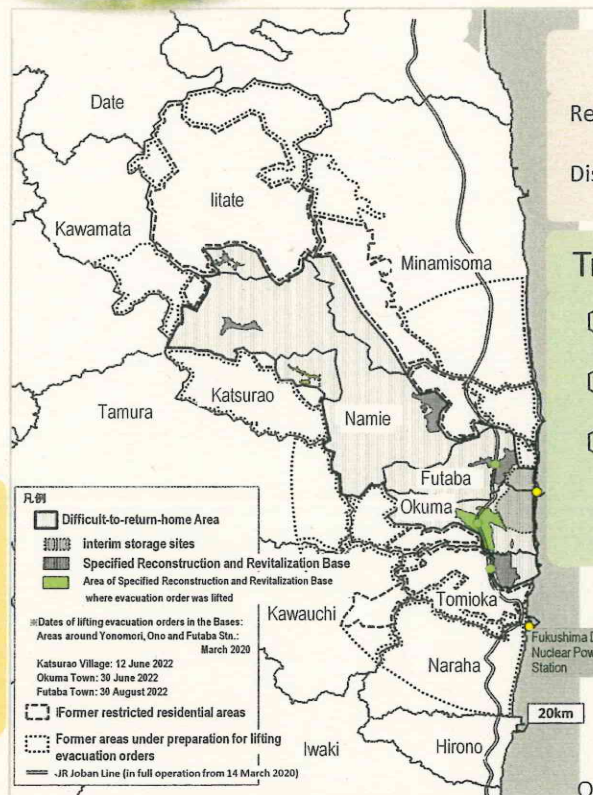 Date
Iitate
Kawamata
Minamisoma
Tamura
Katsurao
Namie
Futaba
Okuma
Tomioka
Kawauchi
Naraha
Iwaki
Hirono
20km
Fukushima D
Nuclear Pow
Station
凡例
Difficult-to-return-home Area
interim storage sites
Specified Reconstruction and Revitalization Base
Area of Specified Reconstruction and Revitalization Base
where evacuation order was lifted
※Dates of lifting evacuation orders in the Bases:
Areas around Yonomori, Ono and Futaba Stn.:
March 2020
Katsurao Village: 12 June 2022
Okuma Town: 30 June 2022
Futaba Town: 30 August 2022
lFormer restricted residential areas
Former areas under preparation for lifting
evacuation orders
JR Joban Line (in full operation from 14 March 2020)
Re
Dis